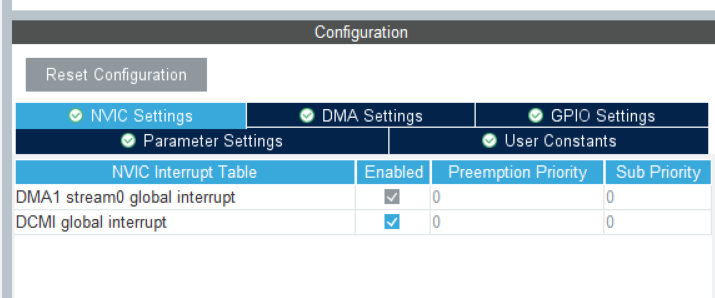 Configuration
Reset Configuration
NVIC Settings DMA Settings GPIO Settings
Parameter Settings User Constants
NVIC Interrupt Table Enabled Preemption Priority Sub Priority
DMA1 stream0 global interrupt 0 0
DCMI global interrupt 0 0